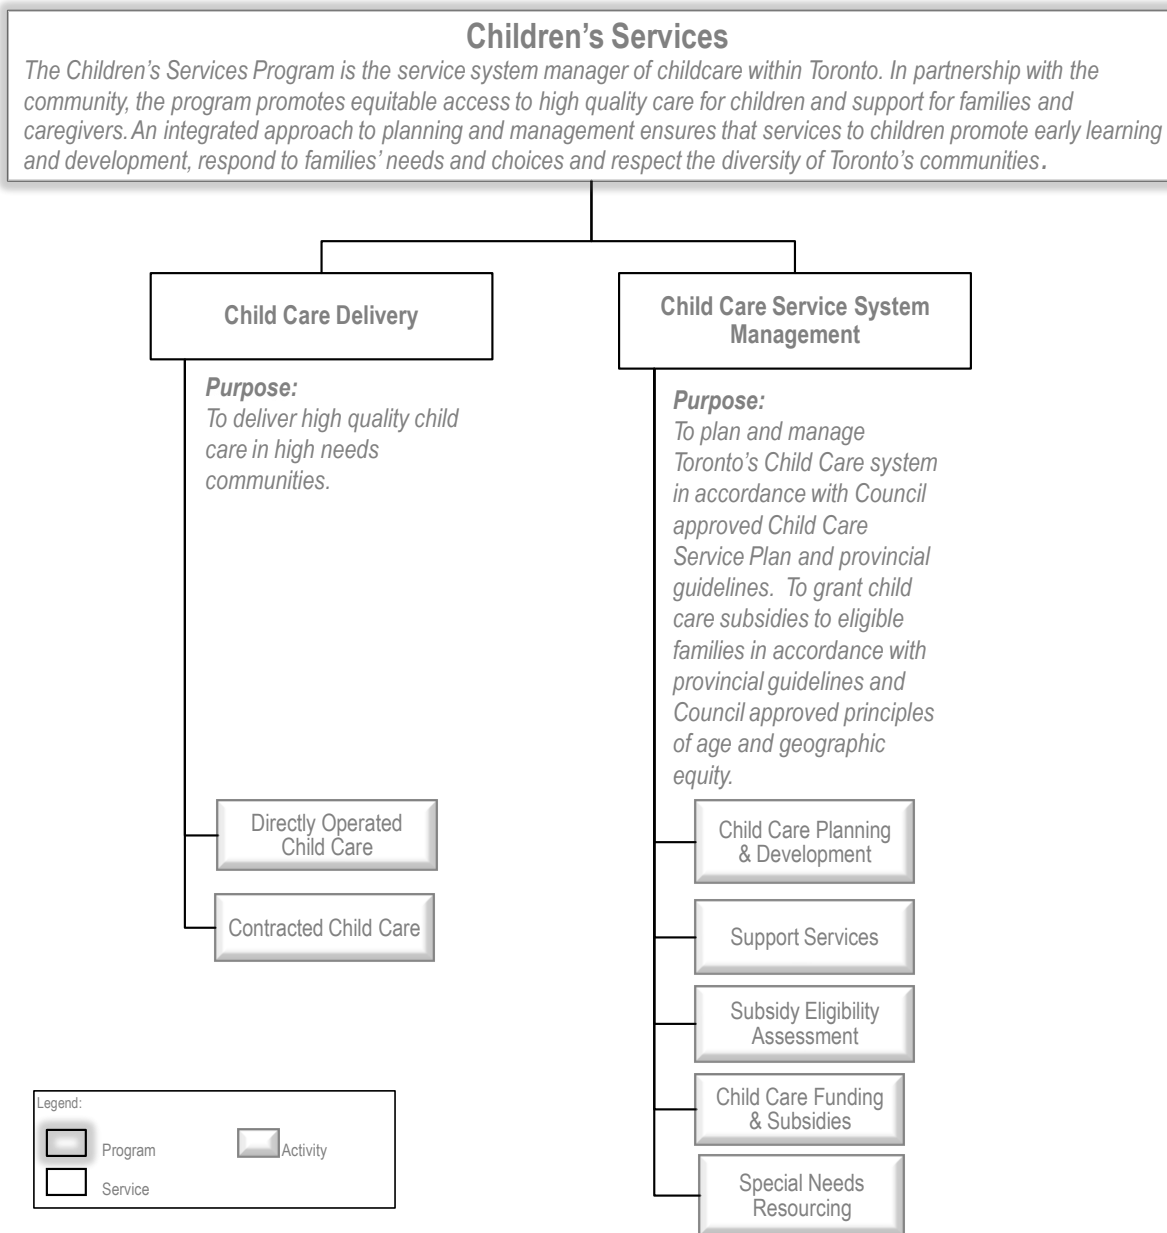 Children’s Services
The Children’s Services Program is the service system manager of childcare within Toronto. In partnership with the
community, the program promotes equitable access to high quality care for children and support for families and
caregivers. An integrated approach to planning and management ensures that services to children promote early learning
and development, respond to families’ needs and choices and respect the diversity of Toronto’s communities.
Child Care Delivery
Purpose:
To deliver high quality child
care in high needs
communities.
Directly Operated
Child Care
Contracted Child Care
Child Care Service System
Management
Purpose:
To plan and manage
Toronto’s Child Care system
in accordance with Council
approved Child Care
Service Plan and provincial
guidelines.  To grant child
care subsidies to eligible
families in accordance with
provincial guidelines and
Council approved principles
of age and geographic
equity.
Child Care Planning
& Development
Support Services
Subsidy Eligibility
Assessment
Child Care Funding
& Subsidies
Special Needs
Resourcing
Legend:
Program
Activity
Service